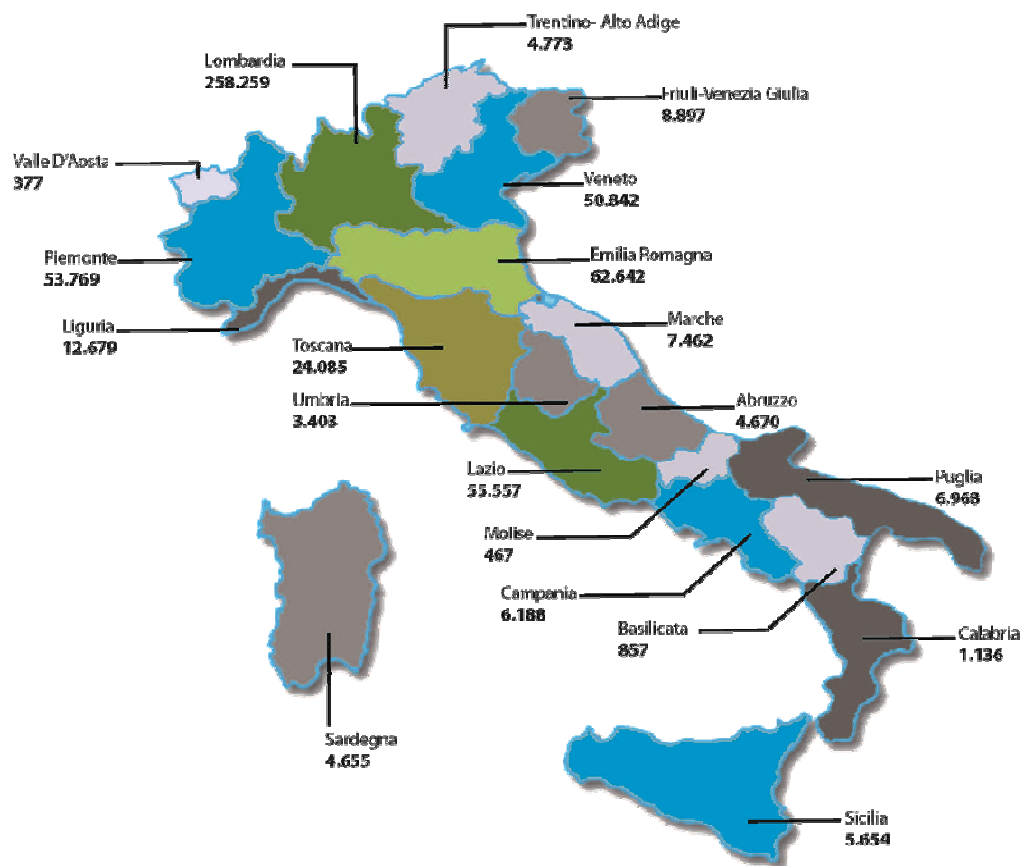 Trentino- Alto Adige
4.773
Lombardia
258.259
Friuli-Venezia Giulia
8.897
Valle D'Aosta
377
Veneto
50.842
Piemonte
53.769
Emilia Romagna
62.642
Liguria
12.679
Marche
7.462
Toscana
24.085
Umbria
3.403
Abruzzo
4.670
Lazio
55.557
Puglia
6.968
Molise
467
Campania
6.188
Basilicata
857
Calabria
1.136
Sardegna
4.655
Sicilia
5.654